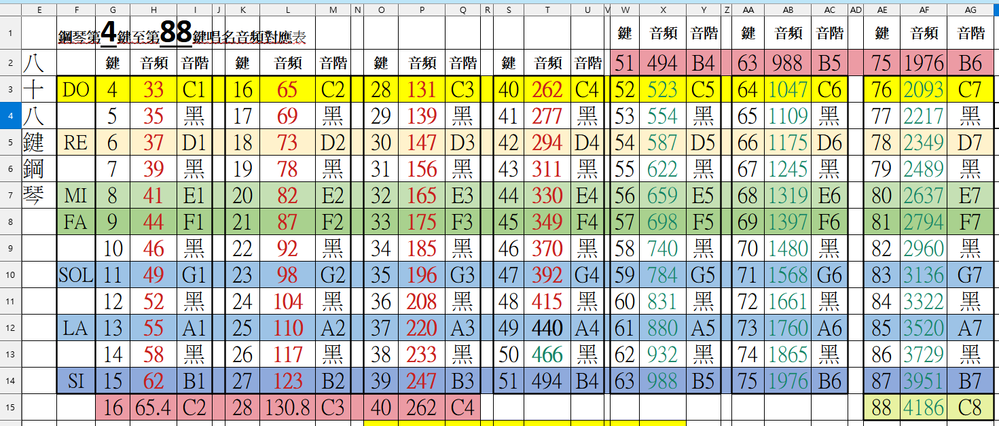 E F G H I J K L M N O P Q R S T U V W X Y Z AA AB AC AD AE AF AG
1 鋼琴第4鍵至第88鍵唱名音頻對應表 鍵 音頻 音階 鍵 音頻 音階 鍵 音頻 音階
2 八 鍵 音頻 音階 鍵 音頻 音階 鍵 音頻 音階 鍵 音頻 音階 51 494 B4 63 988 B5 75 1976 B6
3 十 DO 4 33 C1 16 65 C2 28 131 C3 40 262 C4 52 523 C5 64 1047 C6 76 2093 C7
4 八 5 35 黑 17 69 黑 29 139 黑 41 277 黑 53 554 黑 65 1109 黑 77 2217 黑
5 鍵 RE 6 37 D1 18 73 D2 30 147 D3 42 294 D4 54 587 D5 66 1175 D6 78 2349 D7
6 鋼 7 39 黑 19 78 黑 31 156 黑 43 311 黑 55 622 黑 67 1245 黑 79 2489 黑
7 琴 MI 8 41 E1 20 82 E2 32 165 E3 44 330 E4 56 659 E5 68 1319 E6 80 2637 E7
8 FA 9 44 F1 21 87 F2 33 175 F3 45 349 F4 57 698 F5 69 1397 F6 81 2794 F7
9 10 46 黑 22 92 黑 34 185 黑 46 370 黑 58 740 黑 70 1480 黑 82 2960 黑
10 SOL 11 49 G1 23 98 G2 35 196 G3 47 392 G4 59 784 G5 71 1568 G6 83 3136 G7
11 12 52 黑 24 104 黑 36 208 黑 48 415 黑 60 831 黑 72 1661 黑 84 3322 黑
12 LA 13 55 A1 25 110 A2 37 220 A3 49 440 A4 61 880 A5 73 1760 A6 85 3520 A7
13 14 58 黑 26 117 黑 38 233 黑 50 466 黑 62 932 黑 74 1865 黑 86 3729 黑
14 SI 15 62 B1 27 123 B2 39 247 B3 51 494 B4 63 988 B5 75 1976 B6 87 3951 B7
15 16 65.4 C2 28 130.8 C3 40 262 C4 88 4186 C8